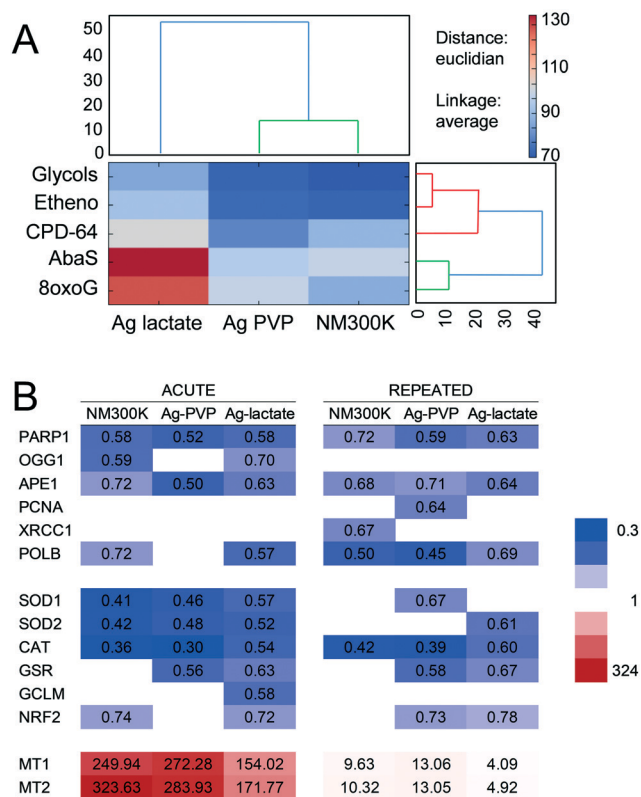 A
50
40
30
20
10
0
Distance:
euclidian
Linkage:
average
130
110
90
70
Glycols
Etheno
CPD-64
AbaS
8oxoG
Ag lactate Ag PVP NM300K
0 10 20 30 40
B
ACUTE REPEATED
NM300K Ag-PVP Ag-lactate NM300K Ag-PVP Ag-lactate
PARP1 0.58 0.52 0.58 0.72 0.59 0.63
OGG1 0.59 0.70
APE1 0.72 0.50 0.63 0.68 0.71 0.64
PCNA 0.64
XRCC1 0.67
POLB 0.72 0.57 0.50 0.45 0.69
SOD1 0.41 0.46 0.57 0.67
SOD2 0.42 0.48 0.52 0.61
CAT 0.36 0.30 0.54 0.42 0.39 0.60
GSR 0.56 0.63 0.58 0.67
GCLM 0.58
NRF2 0.74 0.72 0.73 0.78
MT1 249.94 272.28 154.02 9.63 13.06 4.09
MT2 323.63 283.93 171.77 10.32 13.05 4.92
0.3
1
324